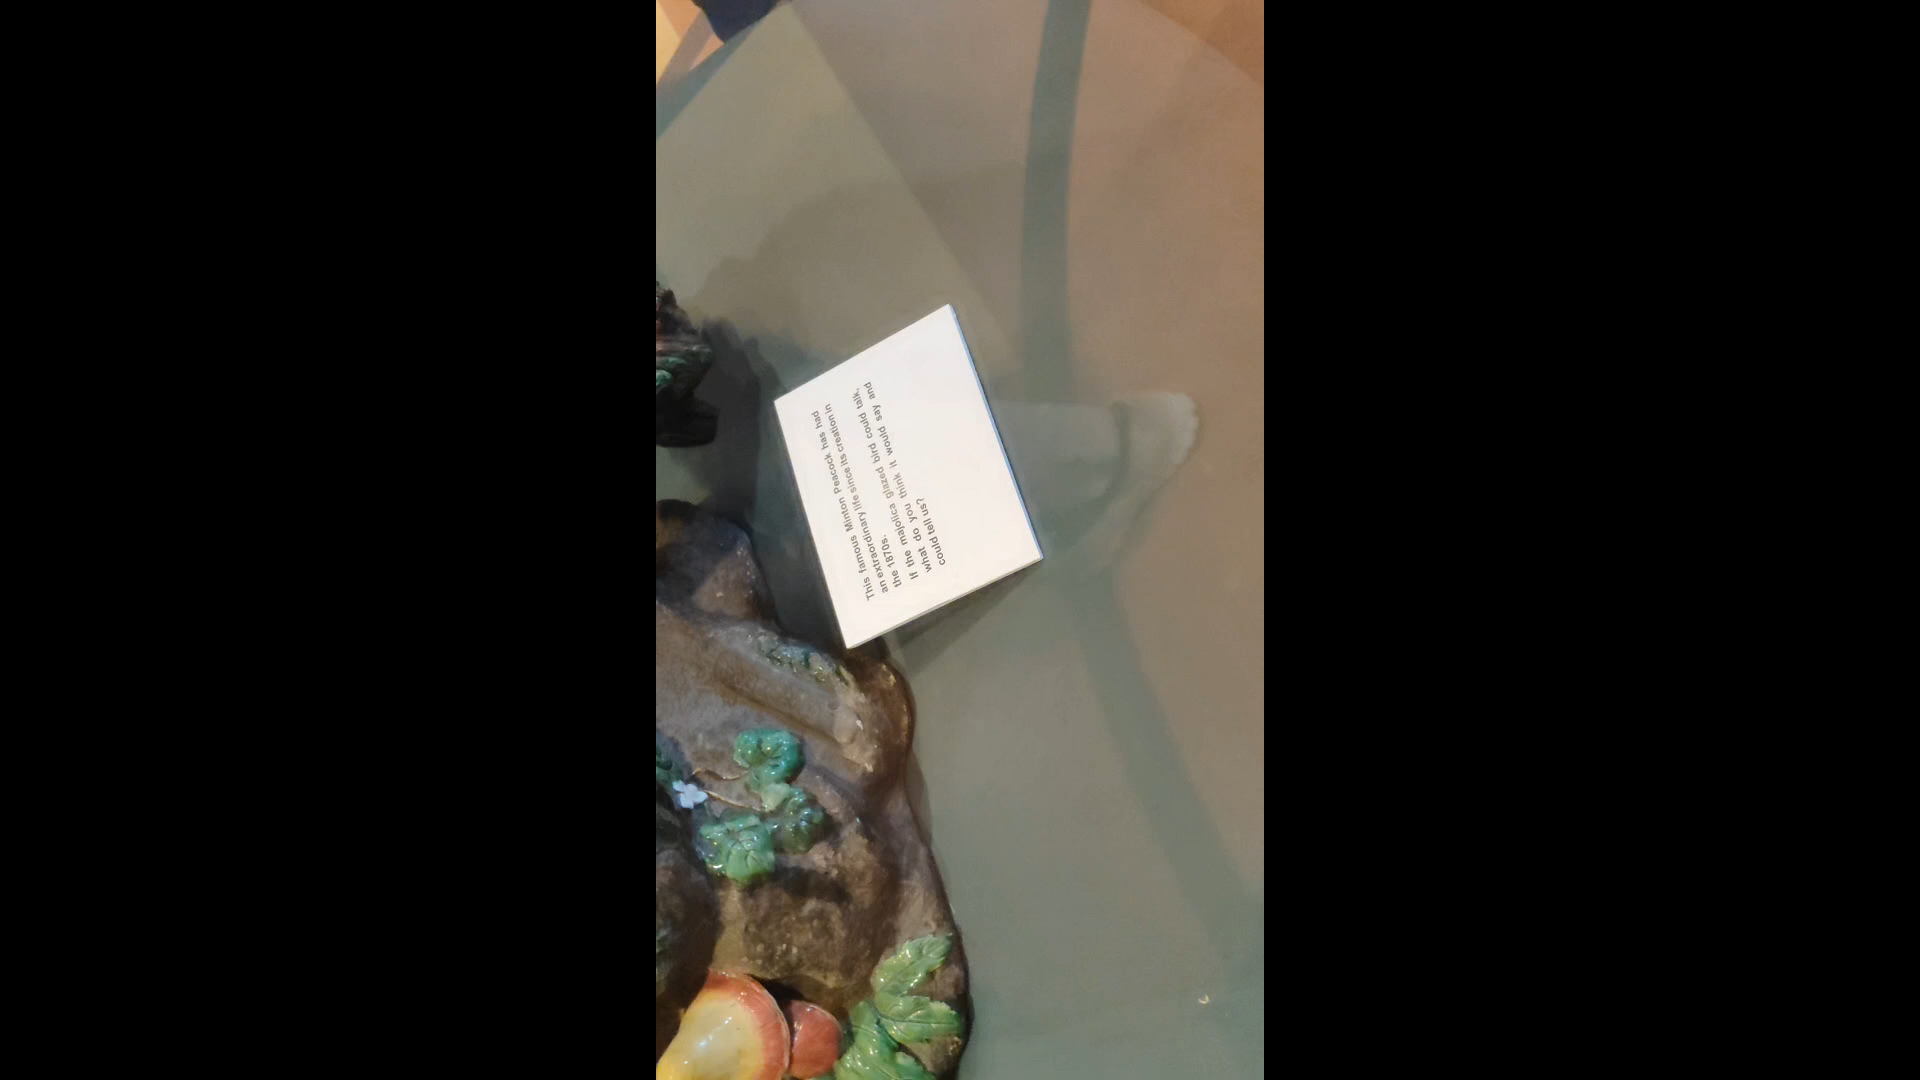 This famous Minton Peacock has had
an extraordinary life since its creation in
the 1870s.
If the majolica glazed bird could talk,
what do you think it would say and
could tell us?